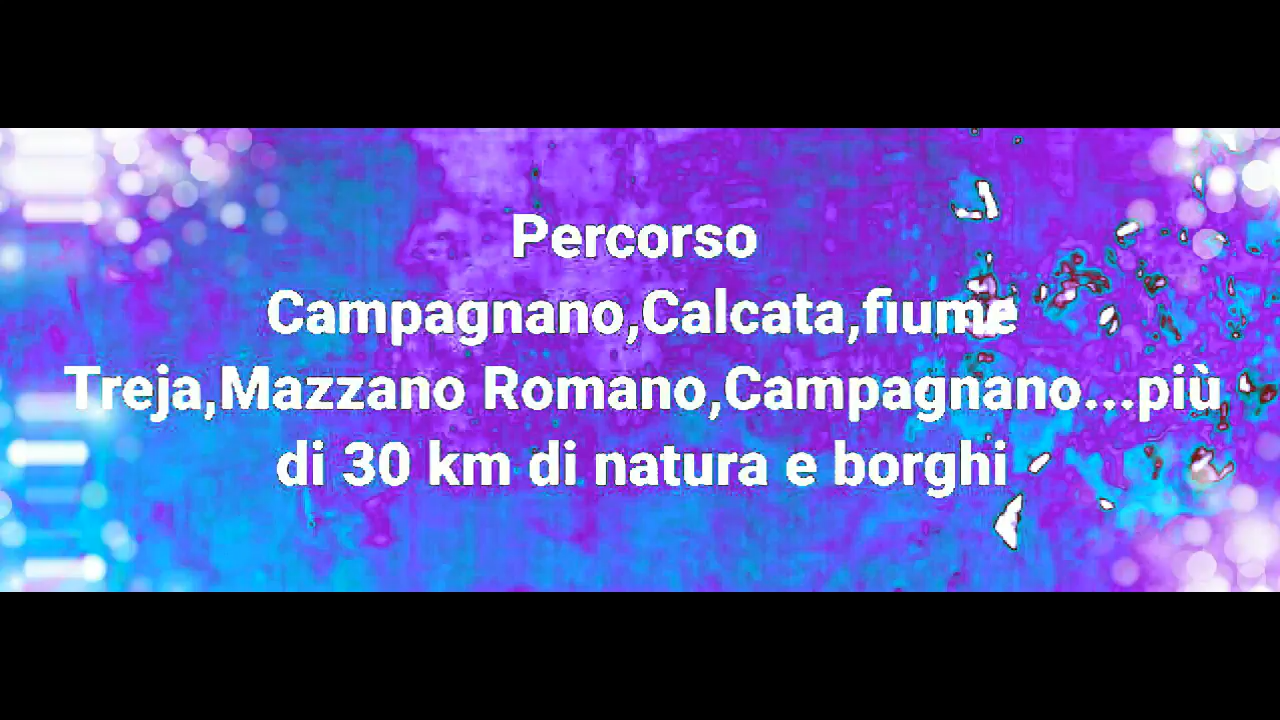 Percorso
Campagnano,Calcata,fiume
Treja,Mazzano Romano,Campagnano...più
di 30 km di natura e borghi